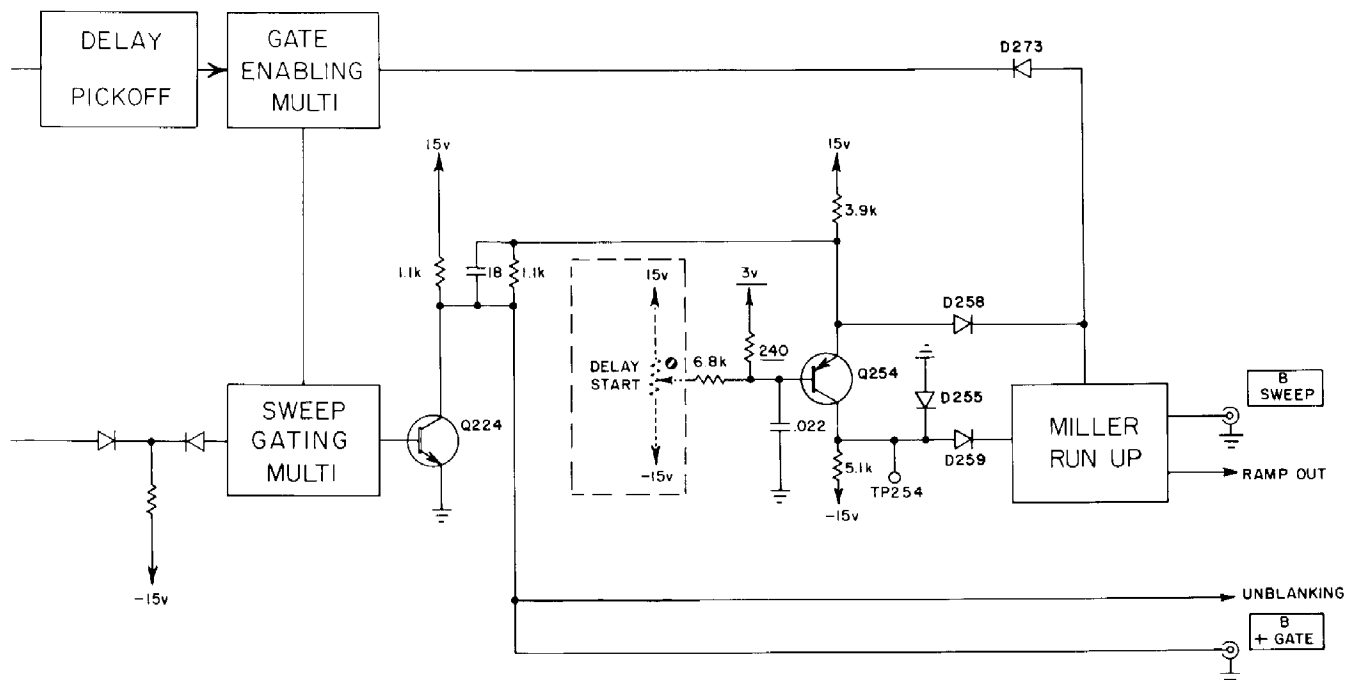 DELAY
PICKOFF
GATE
ENABLING
MULTI
D273
15v
15v
3.9k
1.1k
18
1.1k
15v
3v
D258
DELAY
START
6.8k
240
Q254
D255
SWEEP
GATING
MULTI
Q224
.022
D259
MILLER
RUN UP
B
SWEEP
-15v
5.1k
TP254
-15v
RAMP OUT
-15v
UNBLANKING
B
+ GATE